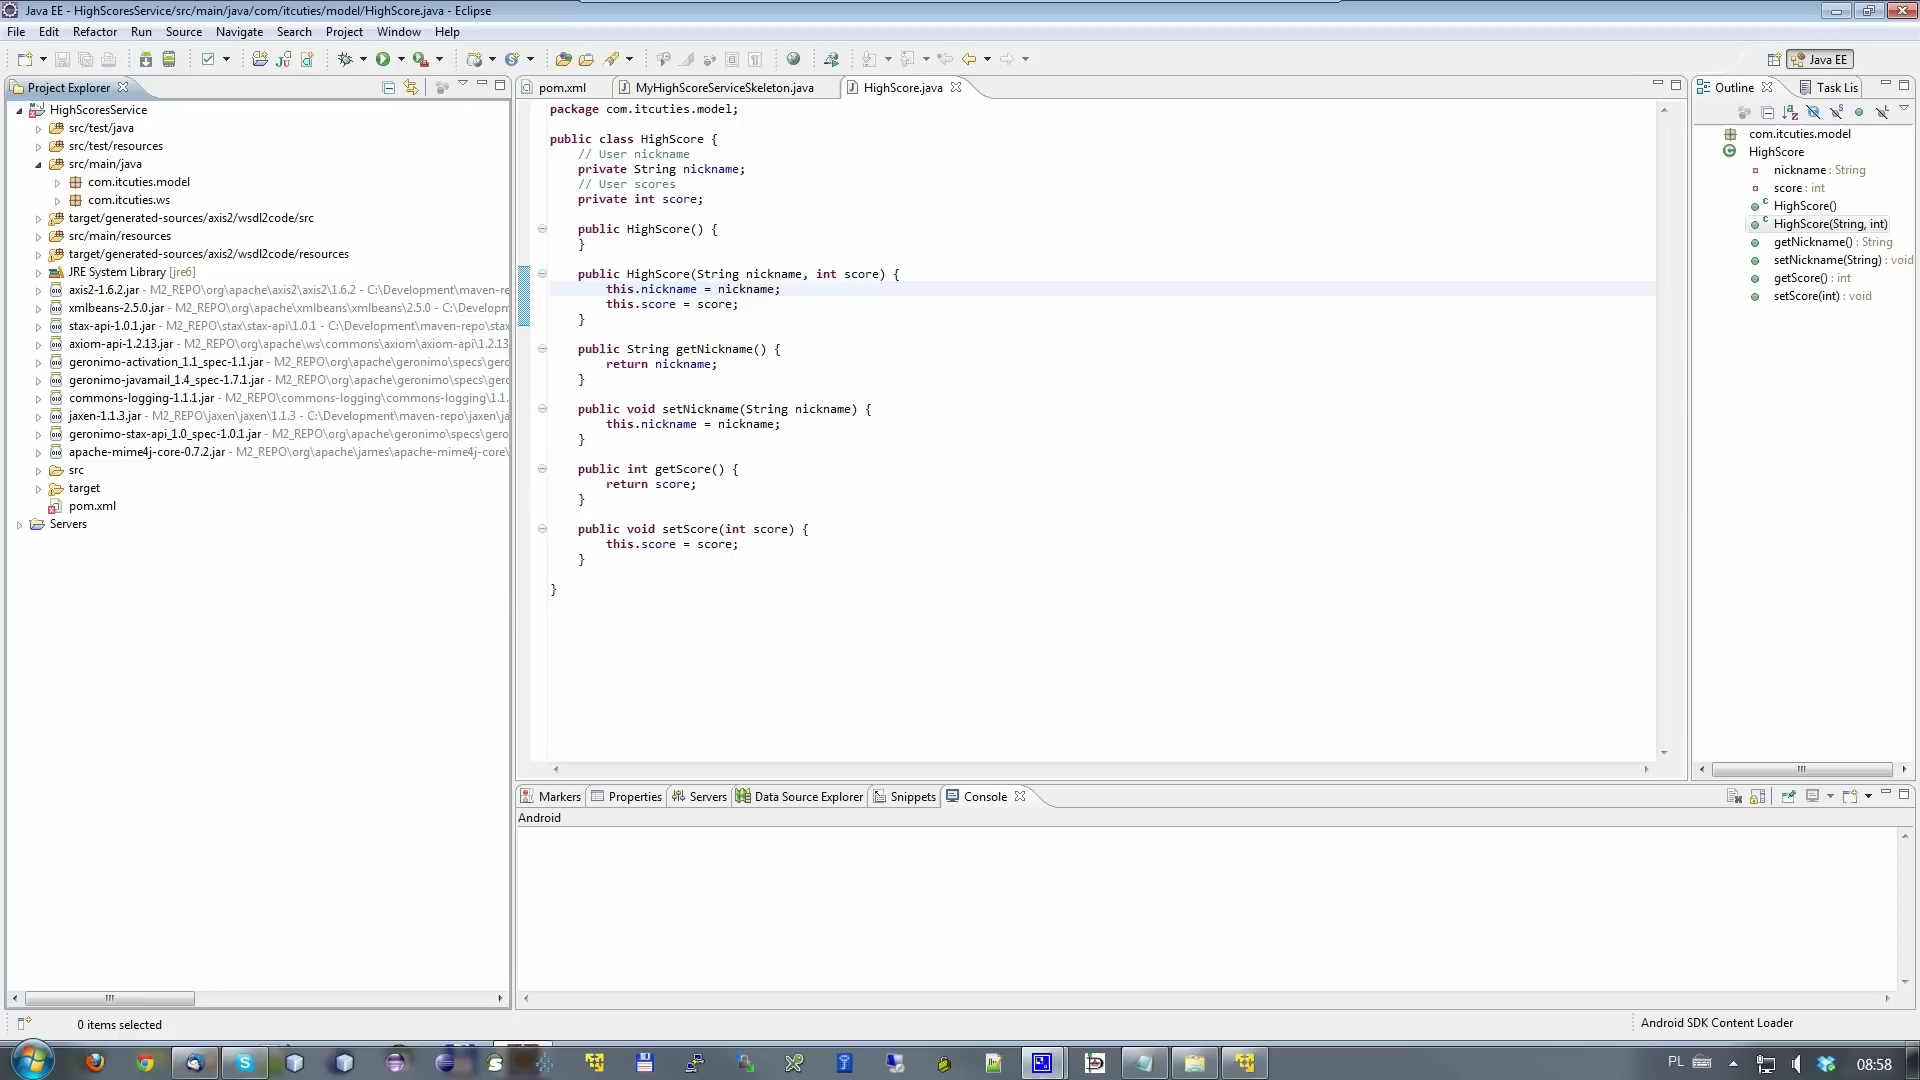 Java EE - HighScoresService/src/main/java/com/itcuties/model/HighScore.java - Eclipse
File Edit Refactor Run Source Navigate Search Project Window Help
Java EE
Project Explorer
HighScoresService
src/test/java
src/test/resources
src/main/java
com.itcuties.model
com.itcuties.ws
target/generated-sources/axis2/wsdl2code/src
src/main/resources
target/generated-sources/axis2/wsdl2code/resources
JRE System Library [jre6]
axis2-1.6.2.jar - M2_REPO\org\apache\axis2\axis2\1.6.2 - C:\Development\maven-re
xmlbeans-2.5.0.jar - M2_REPO\org\apache\xmlbeans\xmlbeans\2.5.0 - C:\Developm
stax-api-1.0.1.jar - M2_REPO\stax\stax-api\1.0.1 - C:\Development\maven-repo\stax
axiom-api-1.2.13.jar - M2_REPO\org\apache\ws\commons\axiom\axiom-api\1.2.13
geronimo-activation_1.1_spec-1.1.jar - M2_REPO\org\apache\geronimo\specs\ger
geronimo-javamail_1.4_spec-1.7.1.jar - M2_REPO\org\apache\geronimo\specs\ger
commons-logging-1.1.1.jar - M2_REPO\commons-logging\commons-logging\1.1.
jaxen-1.1.3.jar - M2_REPO\jaxen\jaxen\1.1.3 - C:\Development\maven-repo\jaxen\ja
geronimo-stax-api_1.0_spec-1.0.1.jar - M2_REPO\org\apache\geronimo\specs\gero
apache-mime4j-core-0.7.2.jar - M2_REPO\org\apache\james\apache-mime4j-core\
src
target
pom.xml
Servers
pom.xml MyHighScoreServiceSkeleton.java HighScore.java
package com.itcuties.model;
public class HighScore {
// User nickname
private String nickname;
// User scores
private int score;
public HighScore() {
}
public HighScore(String nickname, int score) {
this.nickname = nickname;
this.score = score;
}
public String getNickname() {
return nickname;
}
public void setNickname(String nickname) {
this.nickname = nickname;
}
public int getScore() {
return score;
}
public void setScore(int score) {
this.score = score;
}
}
Outline Task Lis
com.itcuties.model
HighScore
nickname : String
score : int
HighScore()
HighScore(String, int)
getNickname() : String
setNickname(String) : void
getScore() : int
setScore(int) : void
Markers Properties Servers Data Source Explorer Snippets Console
Android
0 items selected
Android SDK Content Loader
PL
08:58